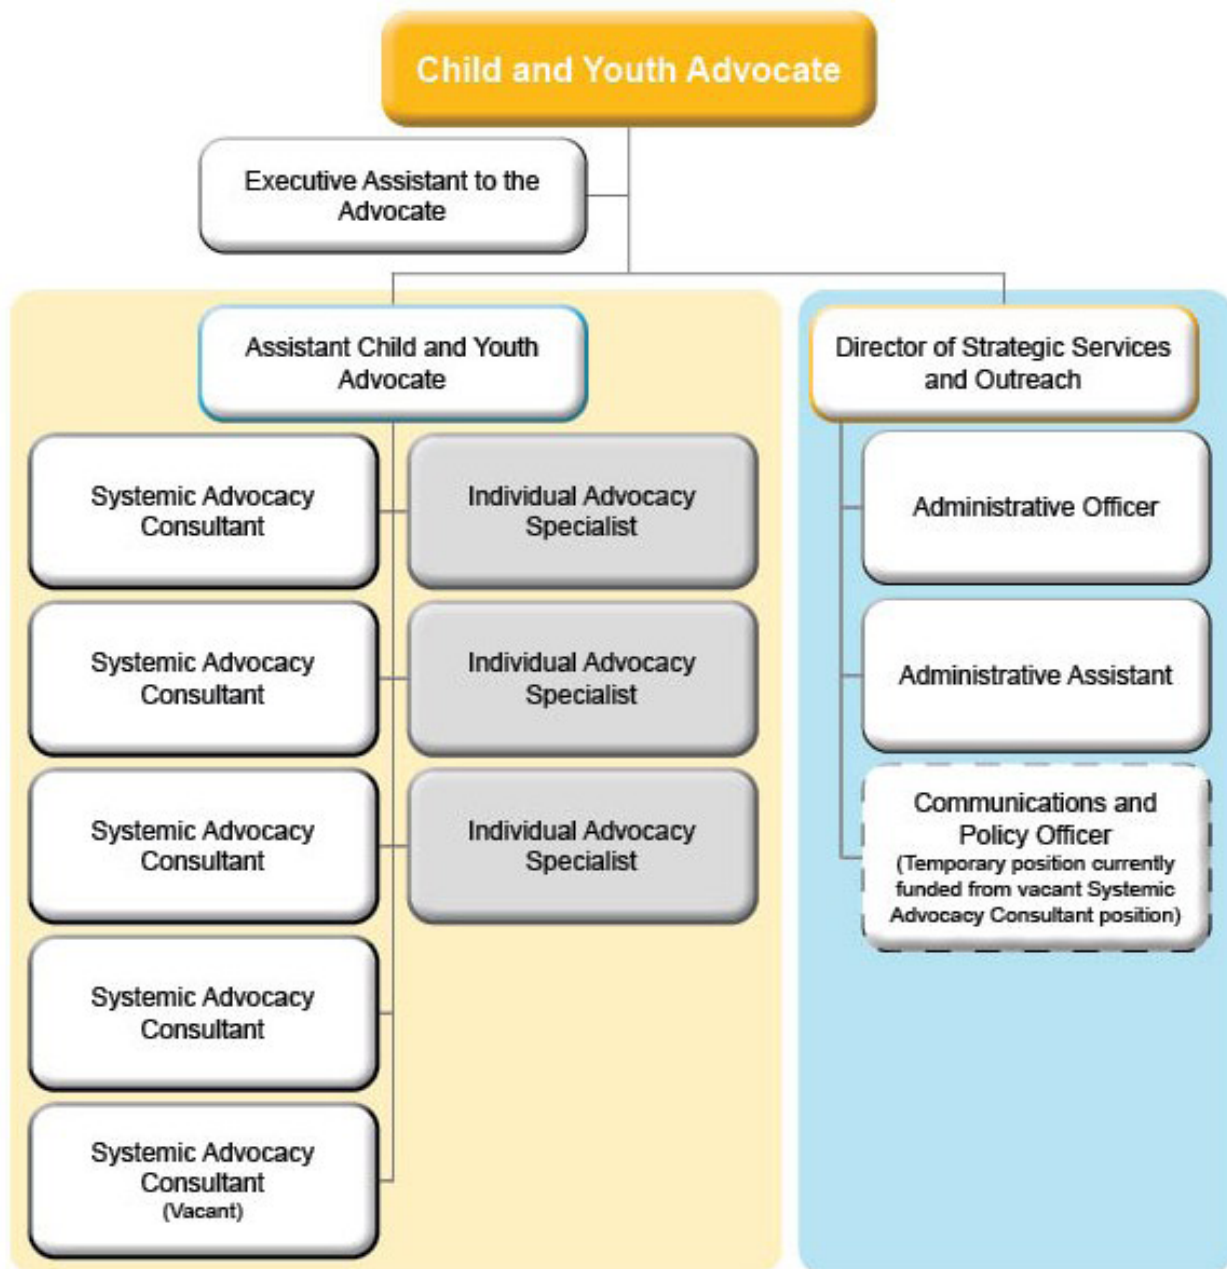 Child and Youth Advocate
Executive Assistant to the
Advocate
Assistant Child and Youth
Advocate
Systemic Advocacy
Consultant
Individual Advocacy
Specialist
Systemic Advocacy
Consultant
Individual Advocacy
Specialist
Systemic Advocacy
Consultant
Individual Advocacy
Specialist
Systemic Advocacy
Consultant
Systemic Advocacy
Consultant
(Vacant)
Director of Strategic Services
and Outreach
Administrative Officer
Administrative Assistant
Communications and
Policy Officer
(Temporary position currently
funded from vacant Systemic
Advocacy Consultant position)